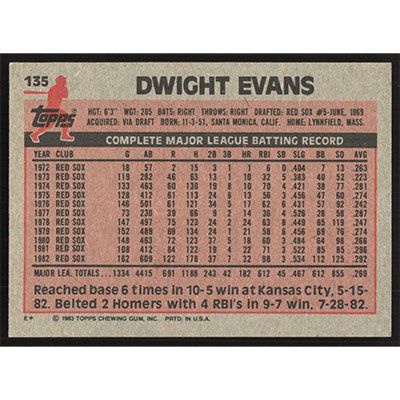 135
DWIGHT EVANS
HGT: 6'3" WGT: 205 BATS: RIGHT THROWS: RIGHT DRAFTED: RED SOX #5-JUNE, 1969
ACQUIRED: VIA DRAFT BORN: 11-3-51, SANTA MONICA, CALIF. HOME: LYNNFIELD, MASS.
Topps
COMPLETE MAJOR LEAGUE BATTING RECORD
YEAR CLUB G AB R H 2B 3B HR RBI SB SLG BB SO AVG
1972 RED SOX 18 57 2 15 3 1 1 6 0 .404 7 13 .263
1973 RED SOX 119 282 46 63 13 1 10 32 5 .383 40 52 .223
1974 RED SOX 133 463 60 130 19 8 10 70 4 .421 38 77 .281
1975 RED SOX 128 412 61 113 24 6 13 56 3 .456 47 60 .274
1976 RED SOX 146 501 61 121 34 5 17 62 6 .431 57 92 .242
1977 RED SOX 73 230 39 66 9 2 14 36 4 .526 28 58 .287
1978 RED SOX 147 497 75 123 24 2 24 63 8 .449 65 119 .247
1979 RED SOX 152 489 69 134 24 1 21 58 6 .456 69 76 .274
1980 RED SOX 148 463 72 123 37 5 18 60 3 .484 64 98 .266
1981 RED SOX 108 412 84 122 19 4 22 71 3 .522 85 85 .296
1982 RED SOX 162 609 122 178 37 7 32 98 3 .534 112 125 .292
MAJOR LEA. TOTALS... 1334 4415 691 1188 243 42 182 612 45 .467 612 855 .269
Reached base 6 times in 10-5 win at Kansas City, 5-15-
82. Belted 2 Homers with 4 RBI's in 9-7 win, 7-28-82.
E* © 1983 TOPPS CHEWING GUM, INC. PRTD. IN U.S.A.